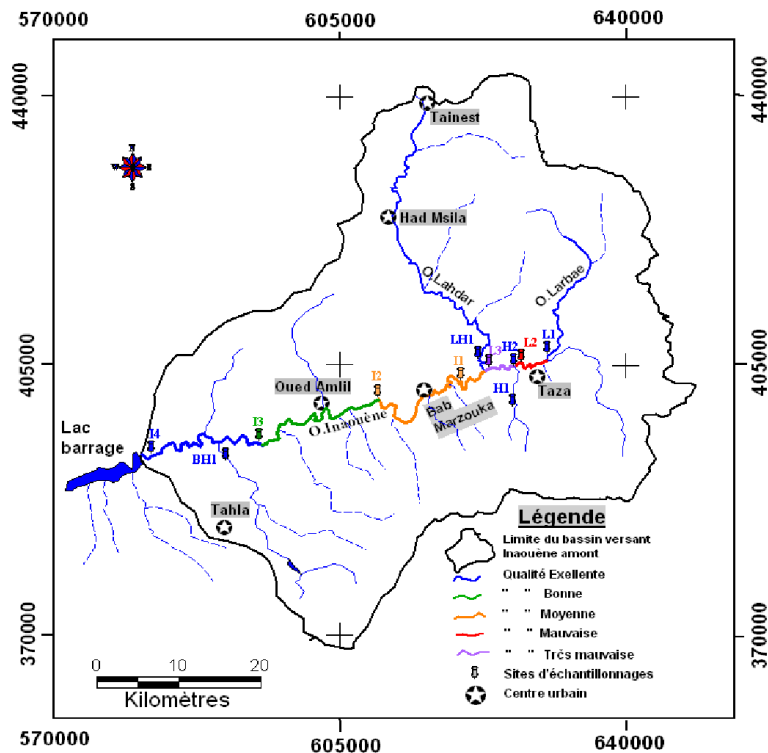 570000
605000
640000
440000
440000
Tainest
N
W
E
S
Had Msila
O.Lahdar
O.Larbae
LH1
L3
H2
L2
L1
405000
405000
I1
I2
H1
Taza
Oued Amlil
Bab
Marzouka
O.Inaouène
I3
I4
Lac
barrage
BH1
Tahla
Légende
Limite du bassin versant
Inaouène amont
Qualité Exellente
" " Bonne
" " Moyenne
" " Mauvaise
" " Trés mauvaise
Sites d'échantillonnages
Centre urbain
370000
370000
0 10 20
Kilomètres
570000
605000
640000